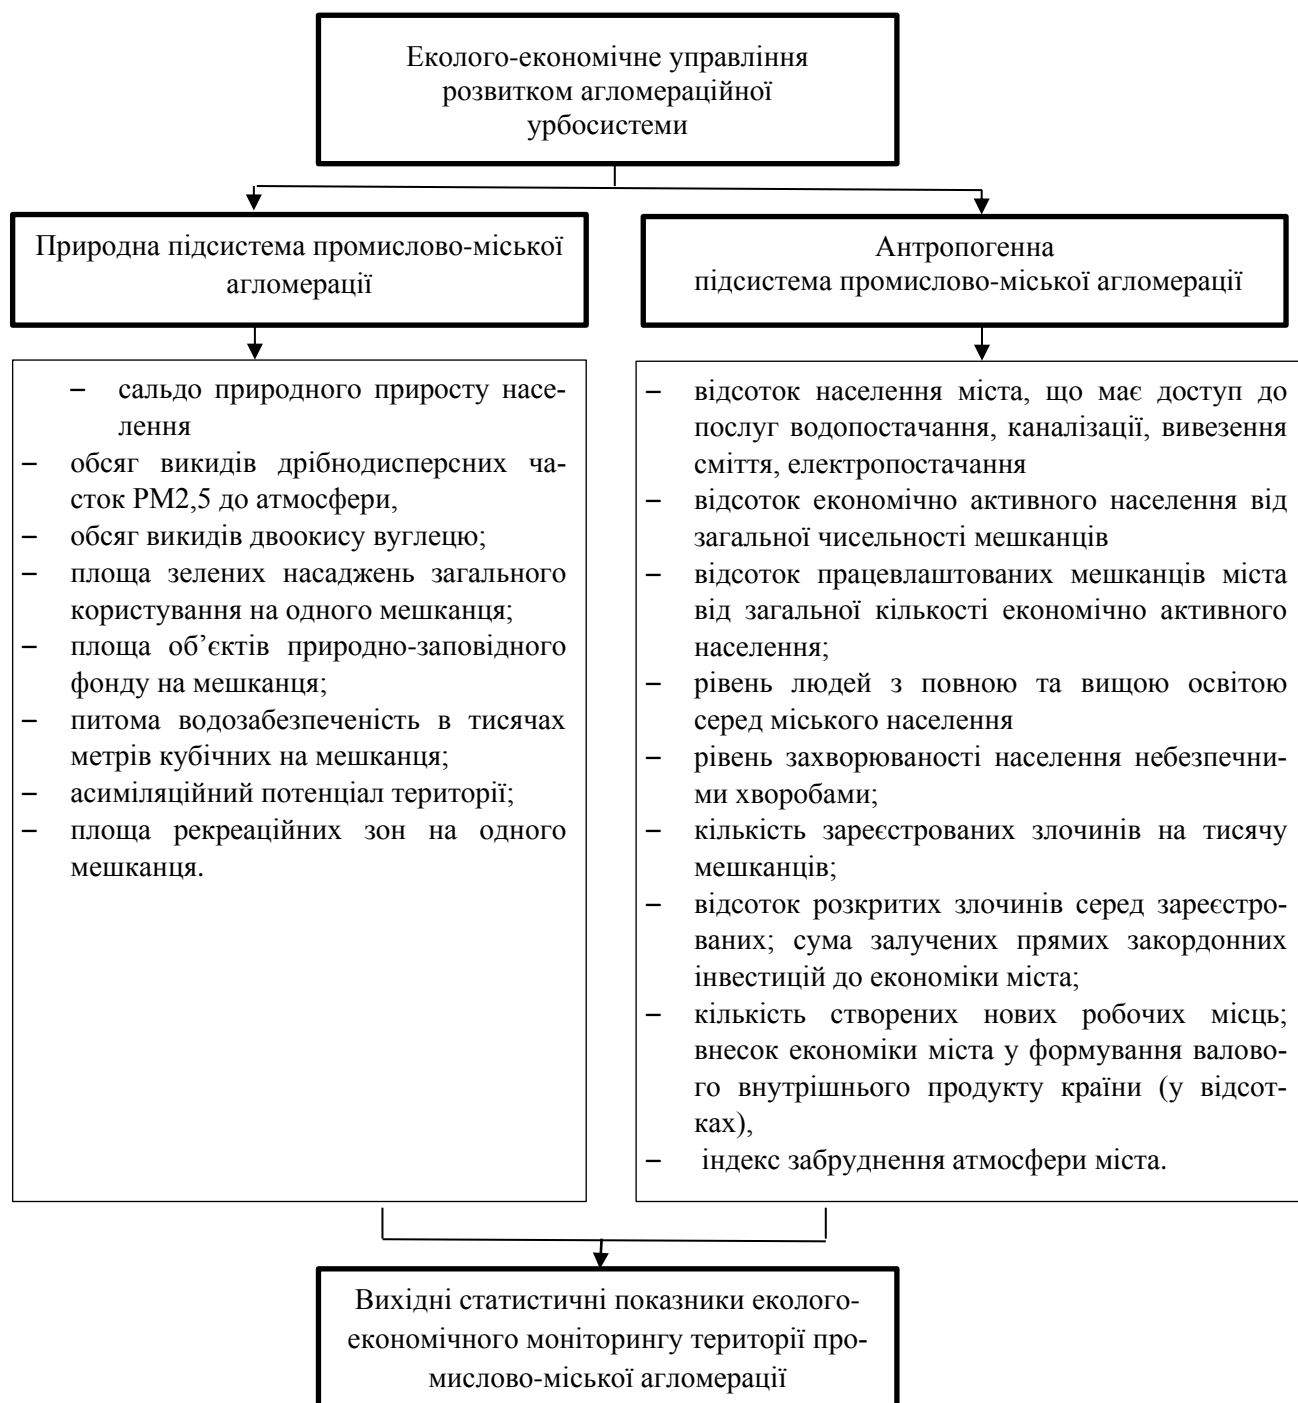 Еколого-економічне управління
розвитком агломераційної
урбосистеми
Природна підсистема промислово-міської
агломерації
Антропогенна
підсистема промислово-міської агломерації
– сальдо природного приросту насе-
лення
– обсяг викидів дрібнодисперсних ча-
сток PM2,5 до атмосфери,
– обсяг викидів двоокису вуглецю;
– площа зелених насаджень загального
користування на одного мешканця;
– площа об’єктів природно-заповідного
фонду на мешканця;
– питома водозабезпеченість в тисячах
метрів кубічних на мешканця;
– асиміляційний потенціал території;
– площа рекреаційних зон на одного
мешканця.
– відсоток населення міста, що має доступ до
послуг водопостачання, каналізації, вивезення
сміття, електропостачання
– відсоток економічно активного населення від
загальної чисельності мешканців
– відсоток працевлаштованих мешканців міста
від загальної кількості економічно активного
населення;
– рівень людей з повною та вищою освітою
серед міського населення
– рівень захворюваності населення небезпечни-
ми хворобами;
– кількість зареєстрованих злочинів на тисячу
мешканців;
– відсоток розкритих злочинів серед зареєстро-
ваних; сума залучених прямих закордонних
інвестицій до економіки міста;
– кількість створених нових робочих місць;
внесок економіки міста у формування валово-
го внутрішнього продукту країни (у відсот-
ках),
– індекс забруднення атмосфери міста.
Вихідні статистичні показники еколого-
економічного моніторингу території про-
мислово-міської агломерації